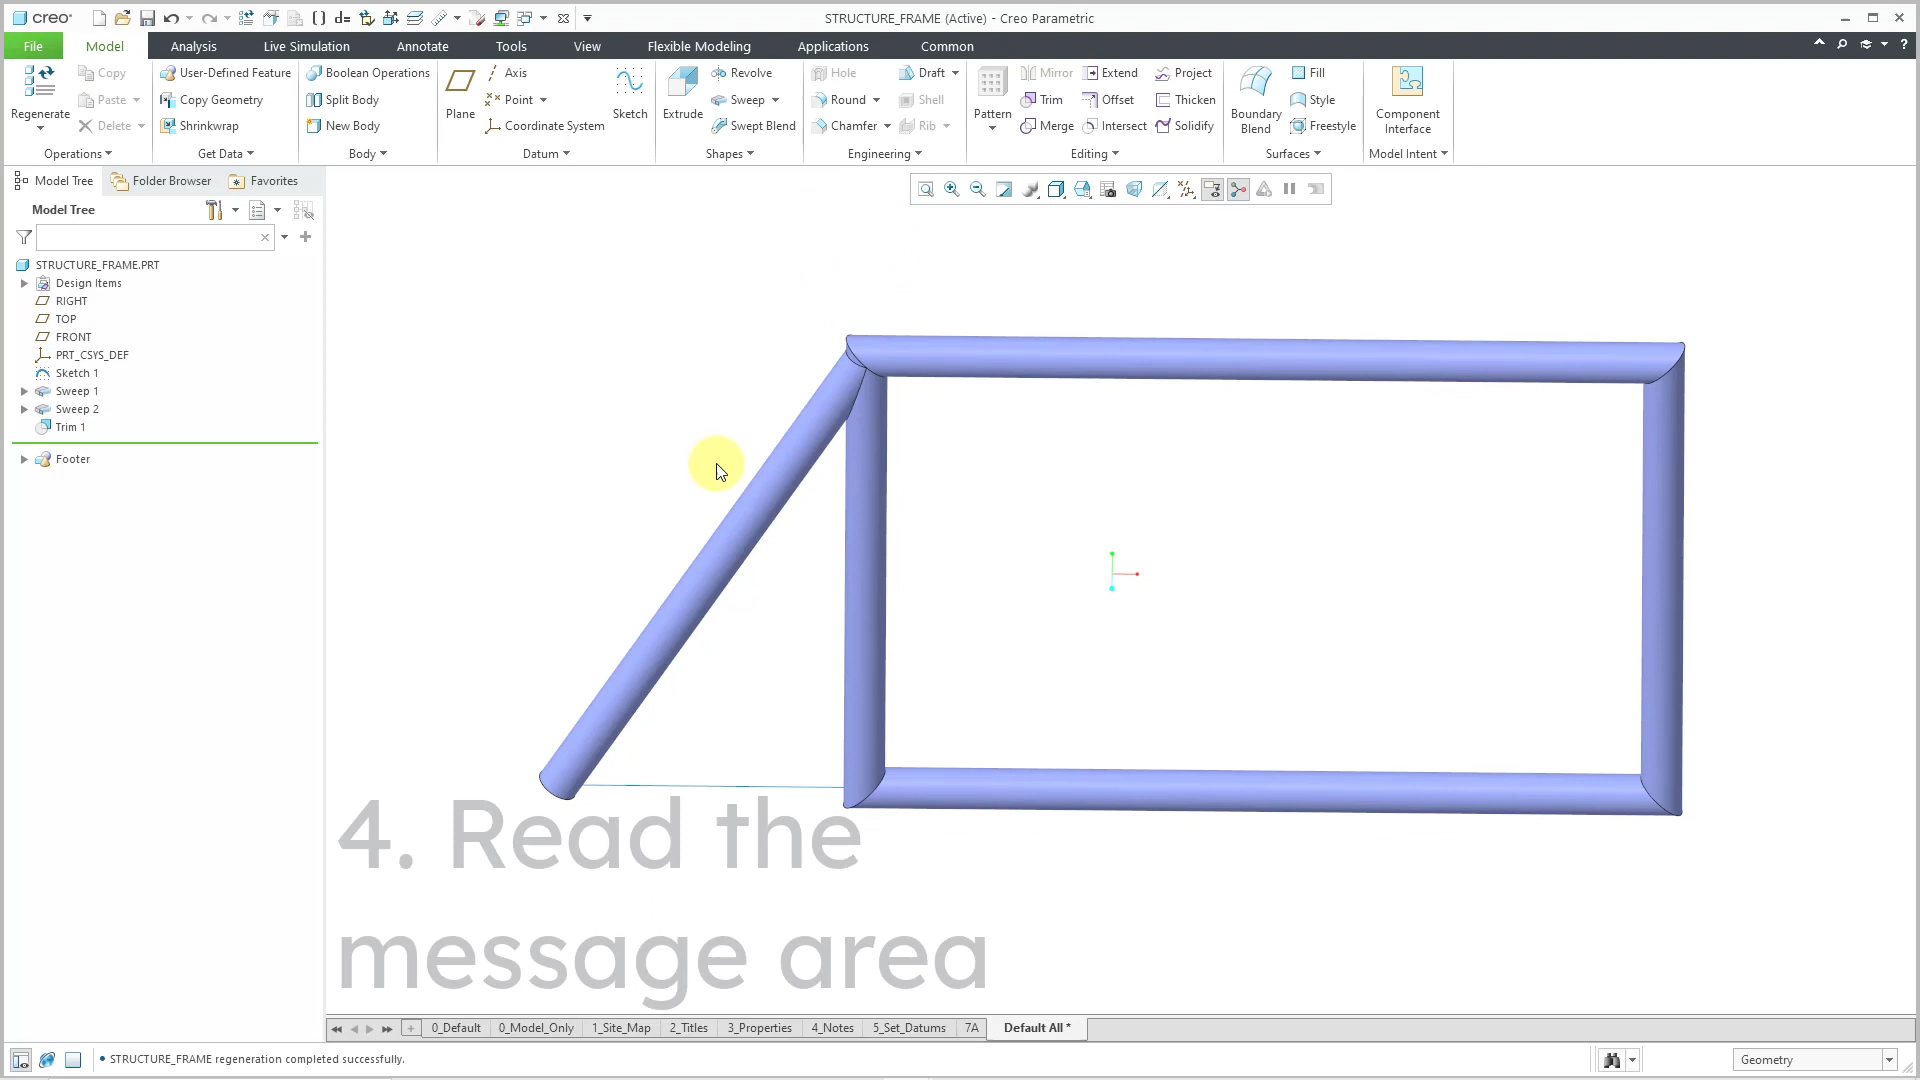 creo
STRUCTURE_FRAME (Active) - Creo Parametric
File Model Analysis Live Simulation Annotate Tools View Flexible Modeling Applications Common
Regenerate
Copy
Paste
Delete
Operations
User-Defined Feature
Copy Geometry
Shrinkwrap
Get Data
Boolean Operations
Split Body
New Body
Body
Plane
Axis
Point
Coordinate System
Sketch
Datum
Extrude
Revolve
Sweep
Swept Blend
Shapes
Hole
Round
Chamfer
Draft
Shell
Rib
Engineering
Pattern
Mirror
Trim
Merge
Extend
Offset
Intersect
Project
Thicken
Solidify
Editing
Boundary
Blend
Fill
Style
Freestyle
Surfaces
Component
Interface
Model Intent
Model Tree Folder Browser Favorites
Model Tree
STRUCTURE_FRAME.PRT
Design Items
RIGHT
TOP
FRONT
PRT_CSYS_DEF
Sketch 1
Sweep 1
Sweep 2
Trim 1
Footer
4. Read the
message area
0_Default 0_Model_Only 1_Site_Map 2_Titles 3_Properties 4_Notes 5_Set_Datums 7A Default All *
• STRUCTURE_FRAME regeneration completed successfully.
Geometry